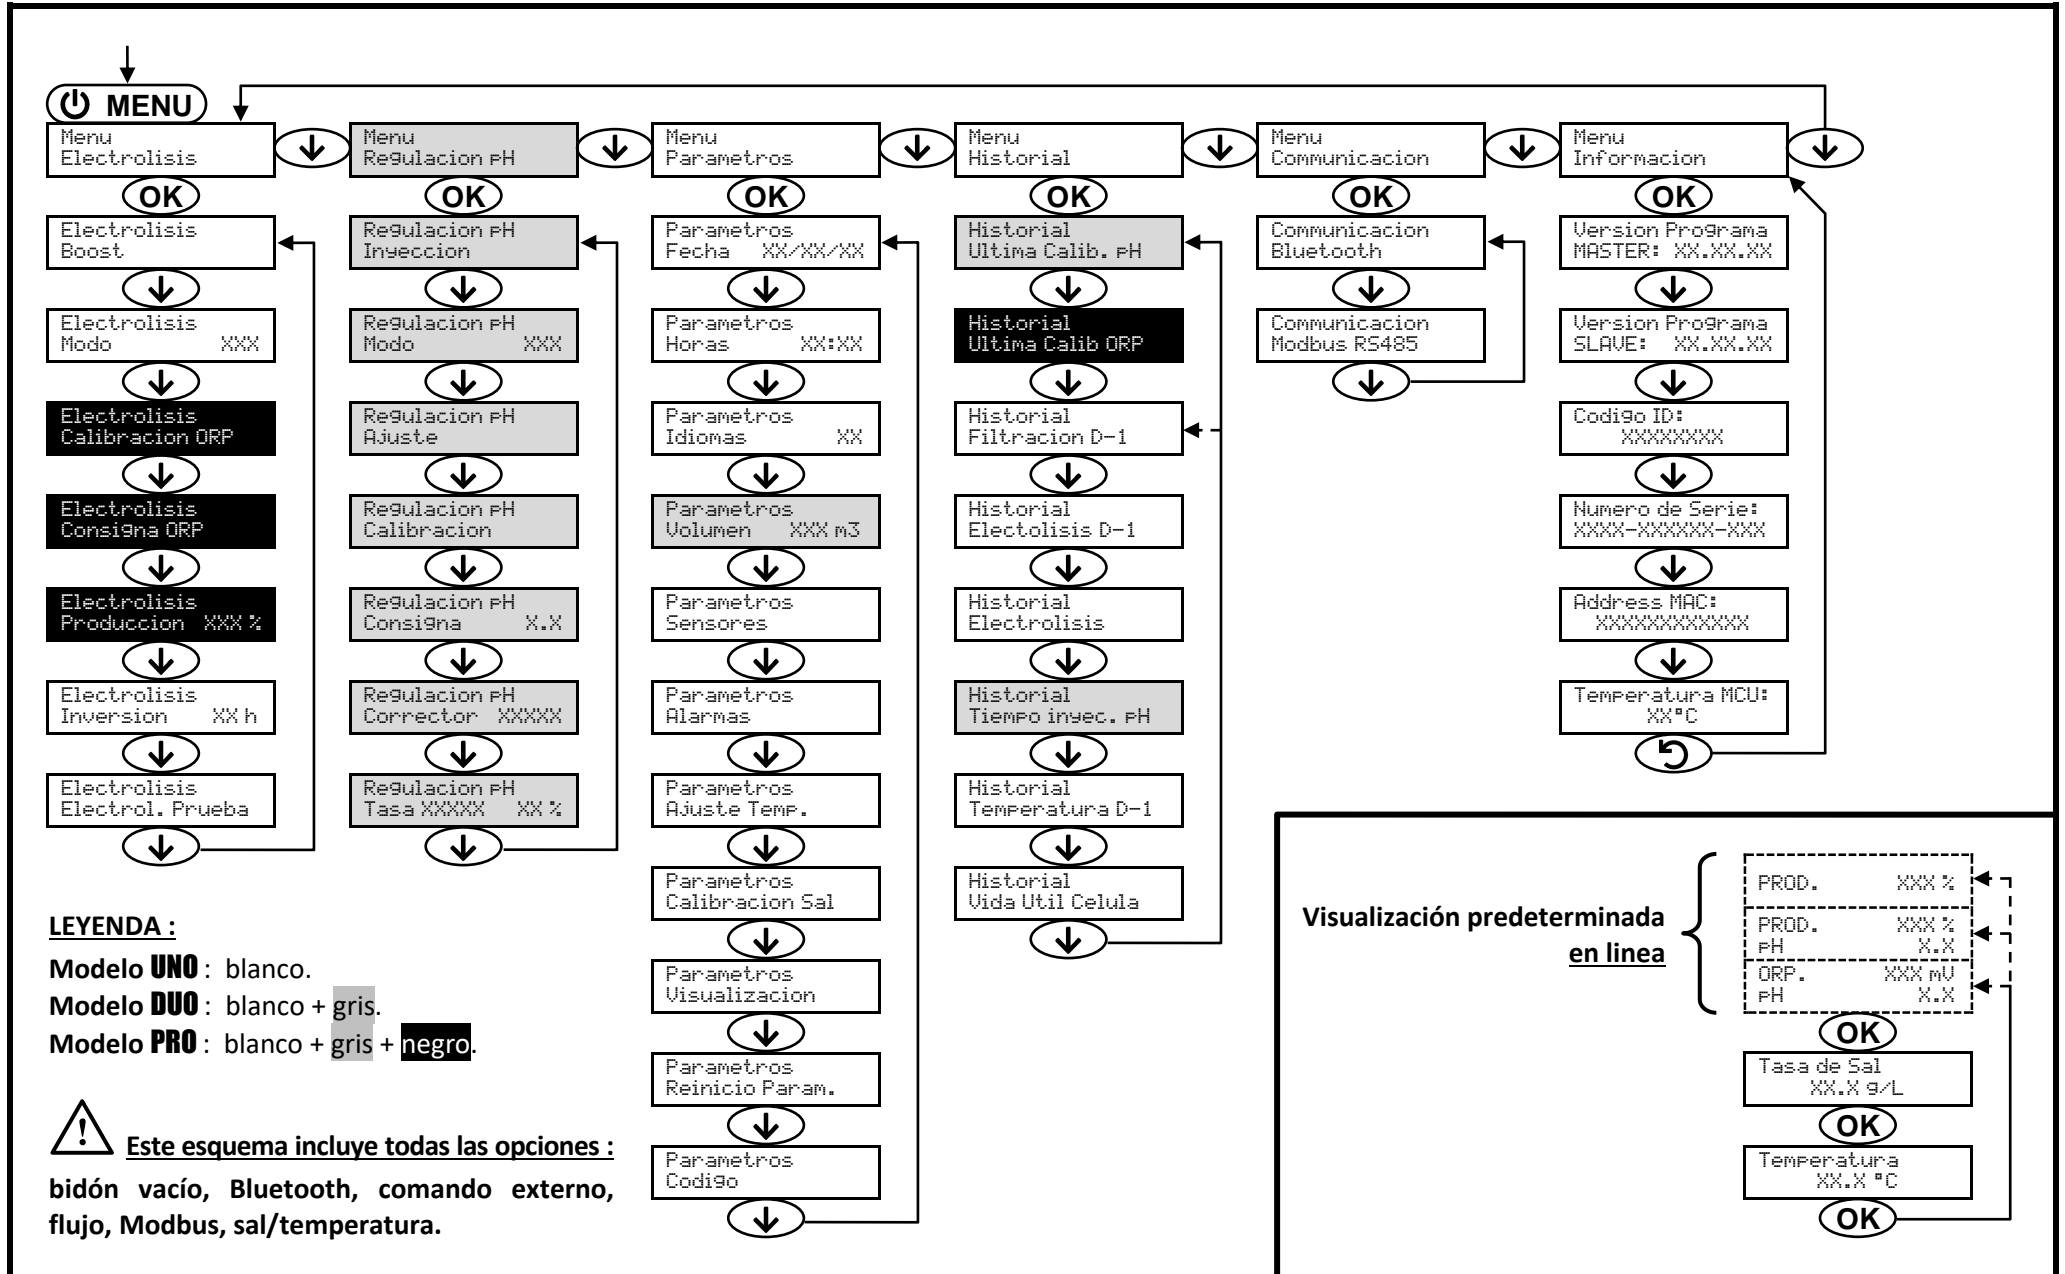 MENU
Menu
Electrolisis
OK
Electrolisis
Boost
Electrolisis
Modo XXX
Electrolisis
Calibracion ORP
Electrolisis
Consigna ORP
Electrolisis
Produccion XXX %
Electrolisis
Inversion XX h
Electrolisis
Electrol. Prueba
Menu
Regulacion pH
OK
Regulacion pH
Inyeccion
Regulacion pH
Modo XXX
Regulacion pH
Ajuste
Regulacion pH
Calibracion
Regulacion pH
Consigna X.X
Regulacion pH
Corrector XXXXX
Regulacion pH
Tasa XXXXX XX %
Menu
Parametros
OK
Parametros
Fecha XX/XX/XX
Parametros
Horas XX:XX
Parametros
Idiomas XX
Parametros
Volumen XXX m3
Parametros
Sensores
Parametros
Alarmas
Parametros
Ajuste Temp.
Parametros
Calibracion Sal
Parametros
Visualizacion
Parametros
Reinicio Param.
Parametros
Codigo
Menu
Historial
OK
Historial
Ultima Calib. pH
Historial
Ultima Calib ORP
Historial
Filtracion D-1
Historial
Electolisis D-1
Historial
Electrolisis
Historial
Tiempo inyec. pH
Historial
Temperatura D-1
Historial
Vida Util Celula
Menu
Communicacion
OK
Communicacion
Bluetooth
Communicacion
Modbus RS485
Menu
Informacion
OK
Version Programa
MASTER: XX.XX.XX
Version Programa
SLAVE: XX.XX.XX
Codigo ID:
XXXXXXXX
Numero de Serie:
XXXX-XXXXXX-XXX
Address MAC:
XXXXXXXXXXXX
Temperatura MCU:
XX°C
LEYENDA :
Modelo UNO : blanco.
Modelo DUO : blanco + gris.
Modelo PRO : blanco + gris + negro.
Este esquema incluye todas las opciones :
bidón vacío, Bluetooth, comando externo,
flujo, Modbus, sal/temperatura.
Visualización predeterminada
en linea
PROD. XXX %
PROD. XXX %
pH X.X
ORP. XXX mV
pH X.X
OK
Tasa de Sal
XX.X g/L
OK
Temperatura
XX.X °C
OK